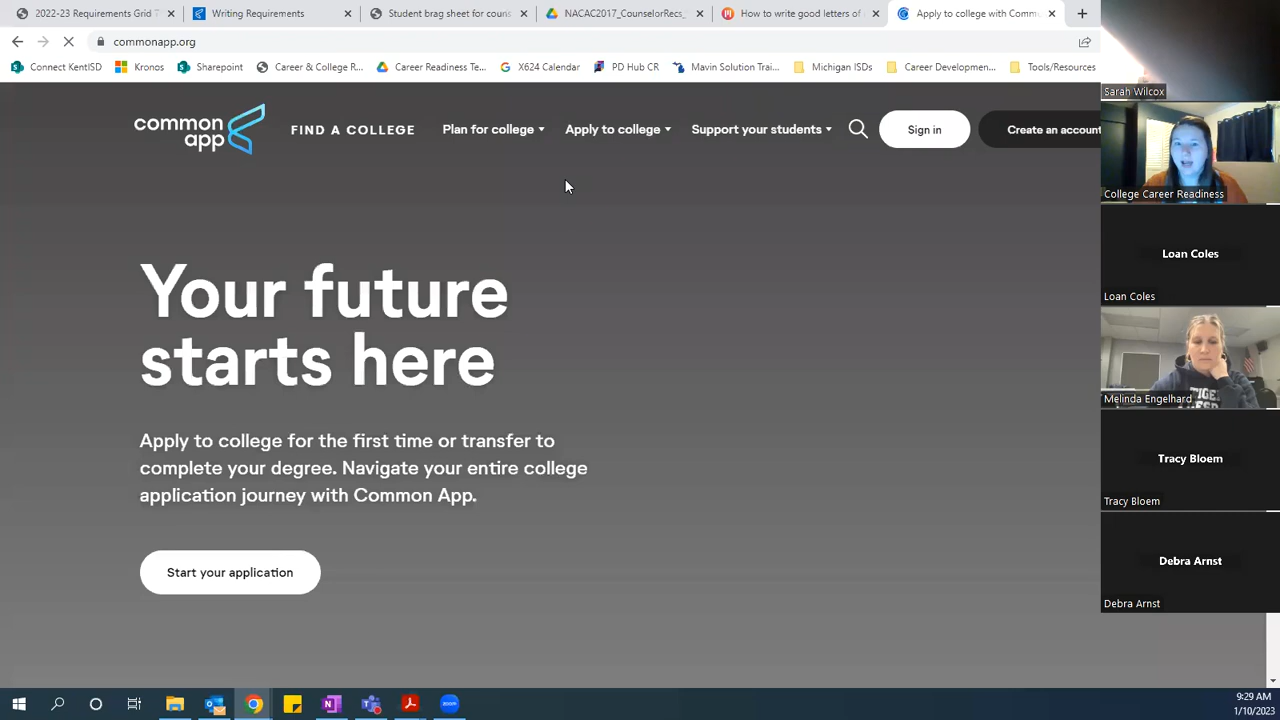 2022-23 Requirements Grid T
Writing Requirements
Student brag sheet for couns
NACAC2017_CounselorRecs_
How to write good letters of
Apply to college with Comm
commonapp.org
Connect KentISD
Kronos
Sharepoint
Career & College R...
Career Readiness Te...
X624 Calendar
PD Hub CR
Mavin Solution Trai...
Michigan ISDs
Career Developmen...
Tools/Resources
common
app
FIND A COLLEGE
Plan for college
Apply to college
Support your students
Sign in
Create an account
Your future
starts here
Apply to college for the first time or transfer to
complete your degree. Navigate your entire college
application journey with Common App.
Start your application
Sarah Wilcox
College Career Readiness
Loan Coles
Loan Coles
Melinda Engelhard
Tracy Bloem
Tracy Bloem
Debra Arnst
Debra Arnst
zoom
9:29 AM
1/10/2023